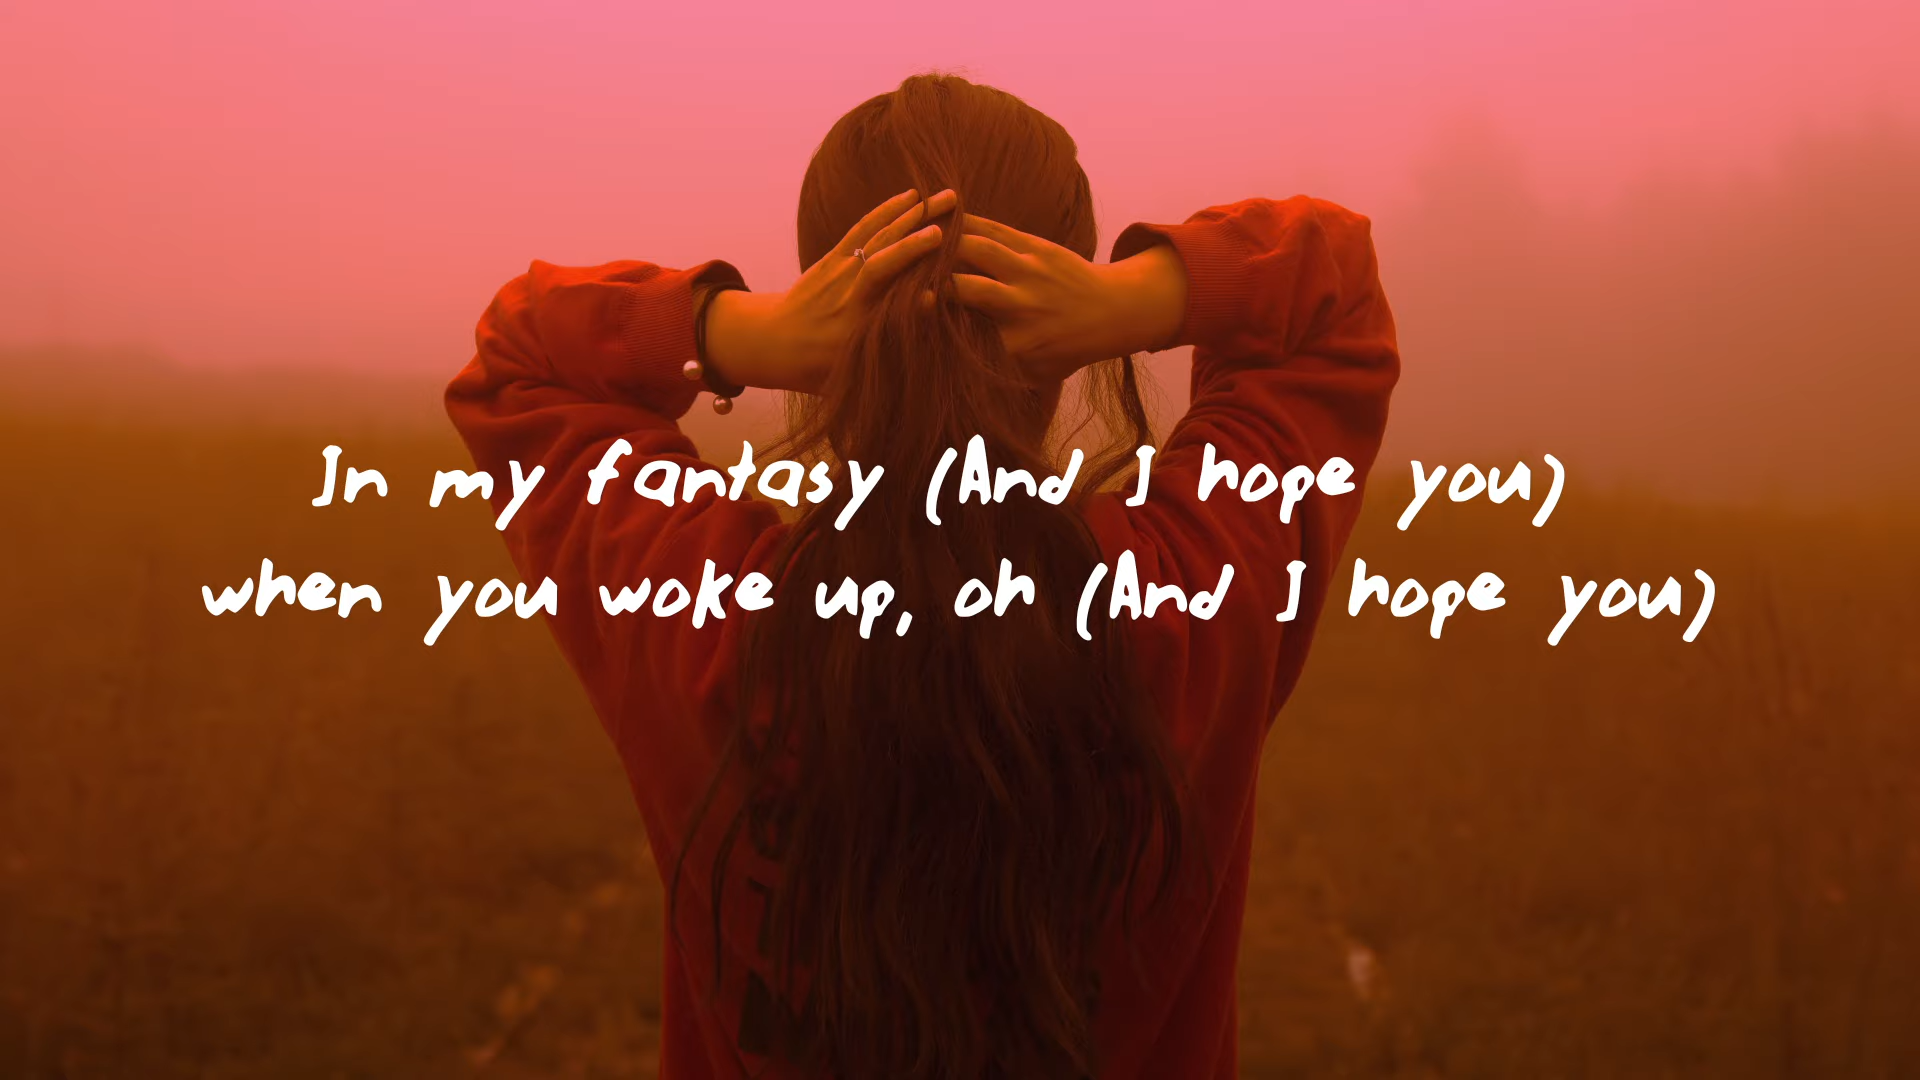 In my fantasy (And I hope you)
when you woke up, oh (And I hope you)